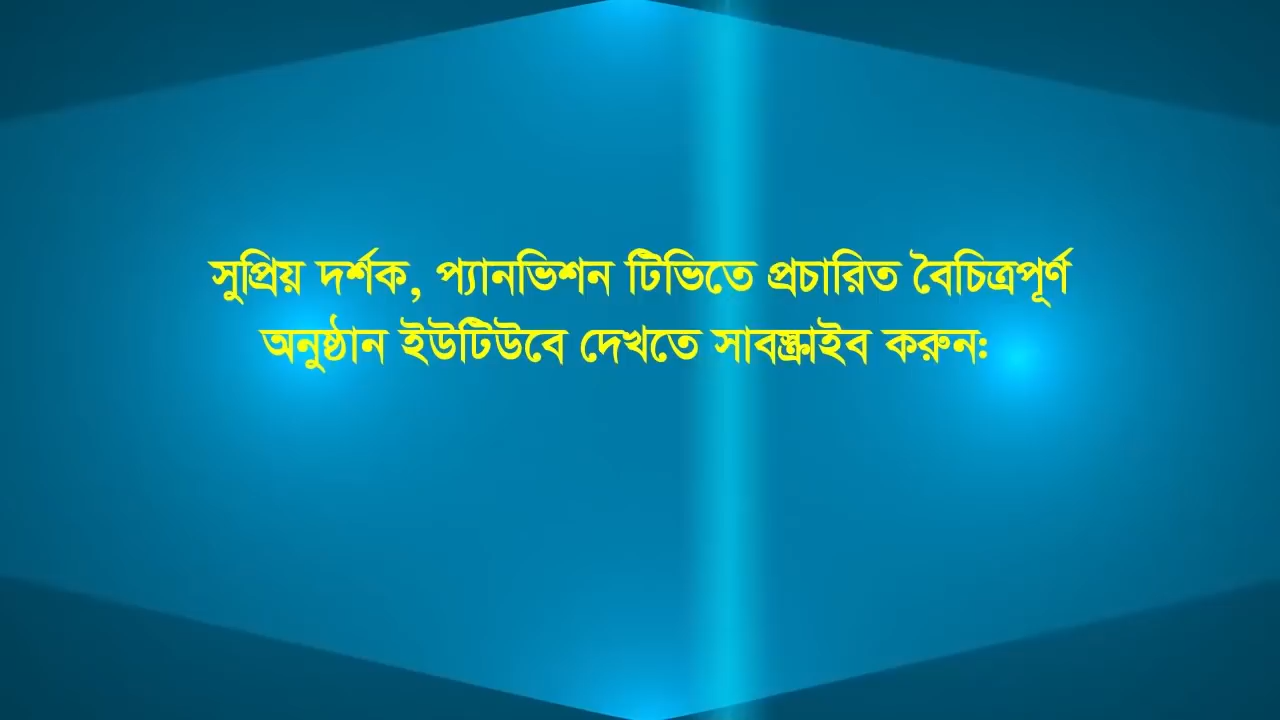 সুপ্রিয় দর্শক, প্যানভিশন টিভিতে প্রচারিত বৈচিত্রপূর্ণ
অনুষ্ঠান ইউটিউবে দেখতে সাবস্ক্রাইব করুনঃ